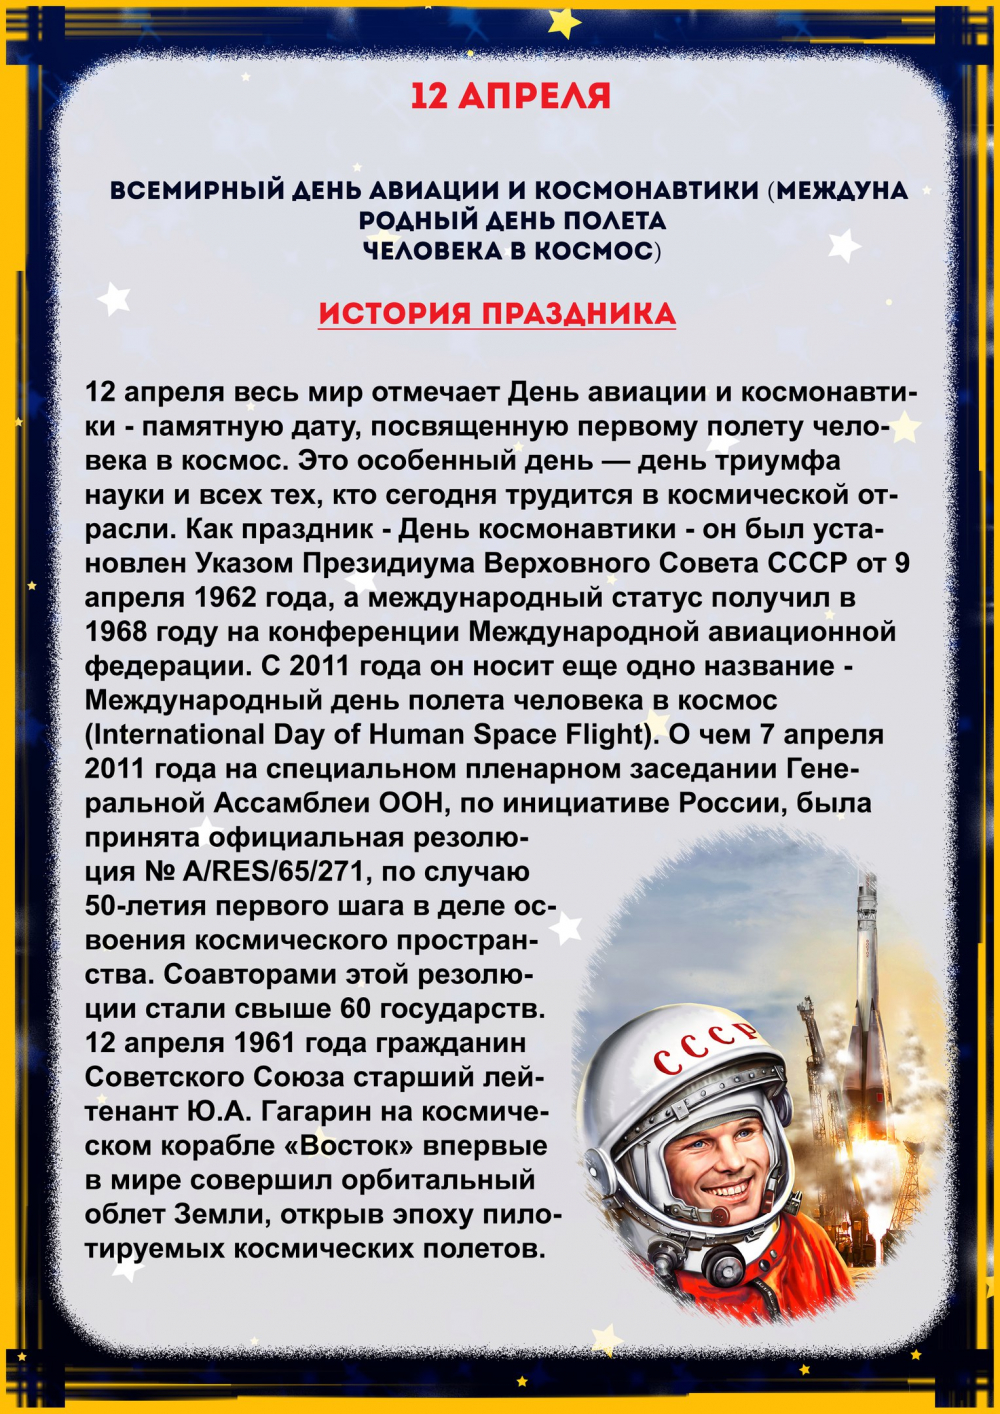 12 АПРЕЛЯ
ВСЕМИРНЫЙ ДЕНЬ АВИАЦИИ И КОСМОНАВТИКИ (МЕЖДУНА
РОДНЫЙ ДЕНЬ ПОЛЕТА
ЧЕЛОВЕКА В КОСМОС)
ИСТОРИЯ ПРАЗДНИКА
12 апреля весь мир отмечает День авиации и космонавти-
ки - памятную дату, посвященную первому полету чело-
века в космос. Это особенный день — день триумфа
науки и всех тех, кто сегодня трудится в космической от-
расли. Как праздник - День космонавтики - он был уста-
новлен Указом Президиума Верховного Совета СССР от 9
апреля 1962 года, а международный статус получил в
1968 году на конференции Международной авиационной
федерации. С 2011 года он носит еще одно название -
Международный день полета человека в космос
(International Day of Human Space Flight). О чем 7 апреля
2011 года на специальном пленарном заседании Гене-
ральной Ассамблеи ООН, по инициативе России, была
принята официальная резолю-
ция № A/RES/65/271, по случаю
50-летия первого шага в деле ос-
воения космического простран-
ства. Соавторами этой резолю-
ции стали свыше 60 государств.
12 апреля 1961 года гражданин
Советского Союза старший лей-
тенант Ю.А. Гагарин на космиче-
ском корабле «Восток» впервые
в мире совершил орбитальный
облет Земли, открыв эпоху пило-
тируемых космических полетов.
СССР